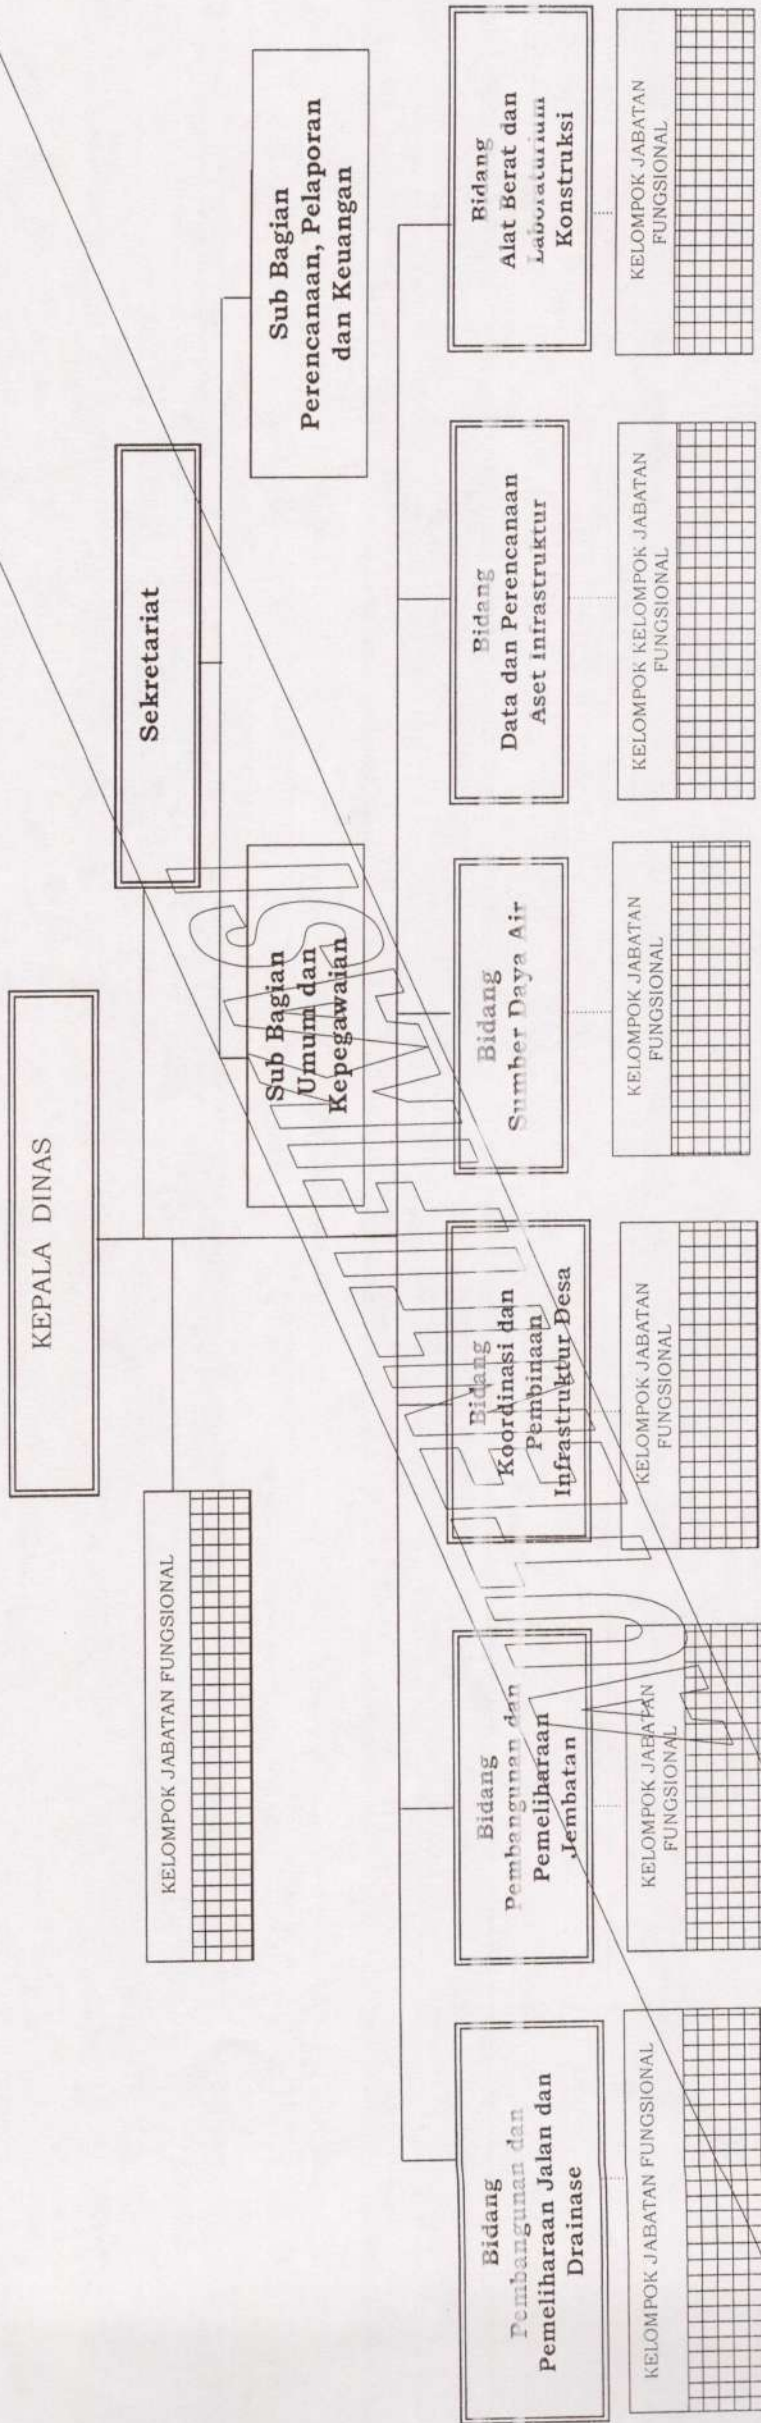 KEPALA DINAS
Sekretariat
KELOMPOK JABATAN FUNGSIONAL
Sub Bagian
Umum dan
Kepegawaian
Sub Bagian
Perencanaan, Pelaporan
dan Keuangan
Bidang
Pembangunan dan
Pemeliharaan Jalan dan
Drainase
Bidang
Pembangunan dan
Pemeliharaan
Jembatan
Bidang
Koordinasi dan
Pembinaan
Infrastruktur Desa
Bidang
Sumber Daya Air
Bidang
Data dan Perencanaan
Aset Infrastruktur
Bidang
Alat Berat dan
Laboraturium
Konstruksi
KELOMPOK JABATAN FUNGSIONAL
KELOMPOK JABATAN
FUNGSIONAL
KELOMPOK JABATAN
FUNGSIONAL
KELOMPOK JABATAN
FUNGSIONAL
KELOMPOK KELOMPOK JABATAN
FUNGSIONAL
KELOMPOK JABATAN
FUNGSIONAL